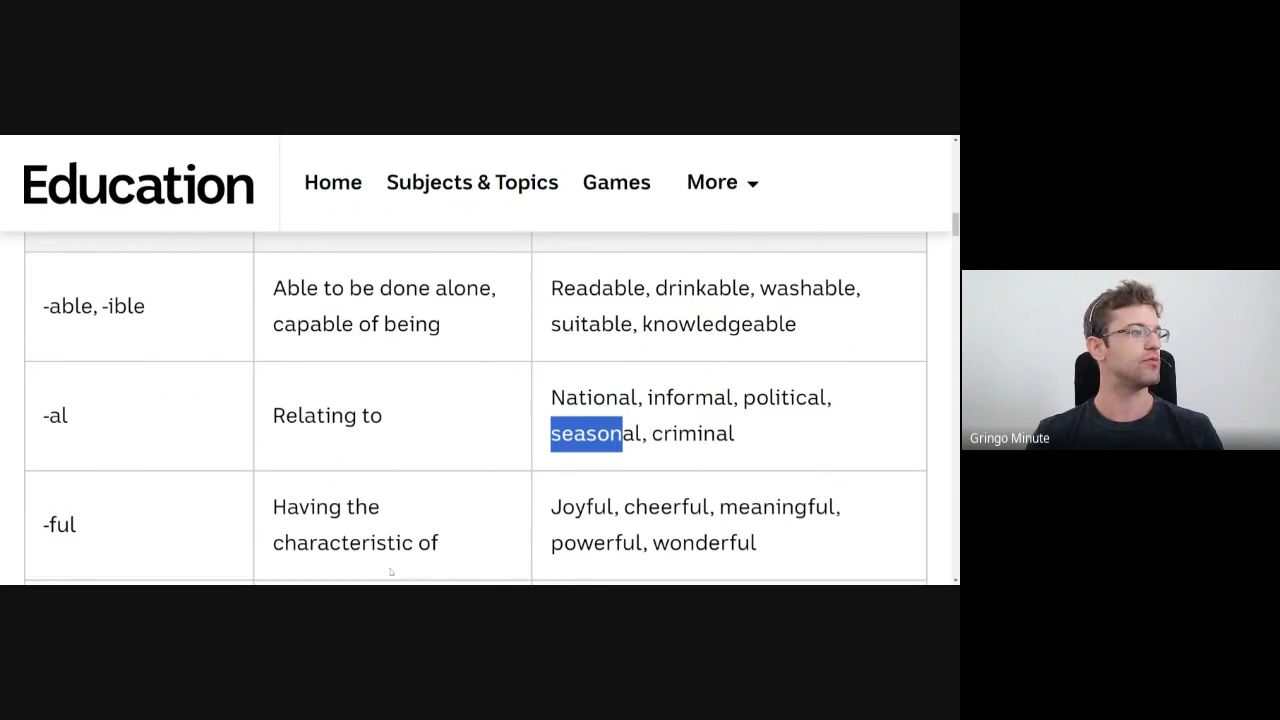 Education
Home Subjects & Topics Games More
-able, -ible
Able to be done alone,
capable of being
Readable, drinkable, washable,
suitable, knowledgeable
-al
Relating to
National, informal, political,
seasonal, criminal
-ful
Having the
characteristic of
Joyful, cheerful, meaningful,
powerful, wonderful
Gringo Minute